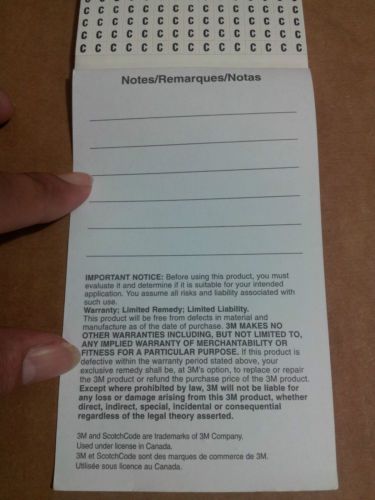 C C C C C C C C C C C C
C C C C C C C C C C C C
C C C C C C C C C C C C
C C C C C C C C C C C C
Notes/Remarques/Notas
IMPORTANT NOTICE: Before using this product, you must
evaluate it and determine if it is suitable for your intended
application. You assume all risks and liability associated with
such use.
Warranty; Limited Remedy; Limited Liability.
This product will be free from defects in material and
manufacture as of the date of purchase. 3M MAKES NO
OTHER WARRANTIES INCLUDING, BUT NOT LIMITED TO,
ANY IMPLIED WARRANTY OF MERCHANTABILITY OR
FITNESS FOR A PARTICULAR PURPOSE. If this product is
defective within the warranty period stated above, your
exclusive remedy shall be, at 3M's option, to replace or repair
the 3M product or refund the purchase price of the 3M product.
Except where prohibited by law, 3M will not be liable for
any loss or damage arising from this 3M product, whether
direct, indirect, special, incidental or consequential
regardless of the legal theory asserted.
3M and ScotchCode are trademarks of 3M Company.
Used under license in Canada.
3M et ScotchCode sont des marques de commerce de 3M.
Utilisée sous licence au Canada.